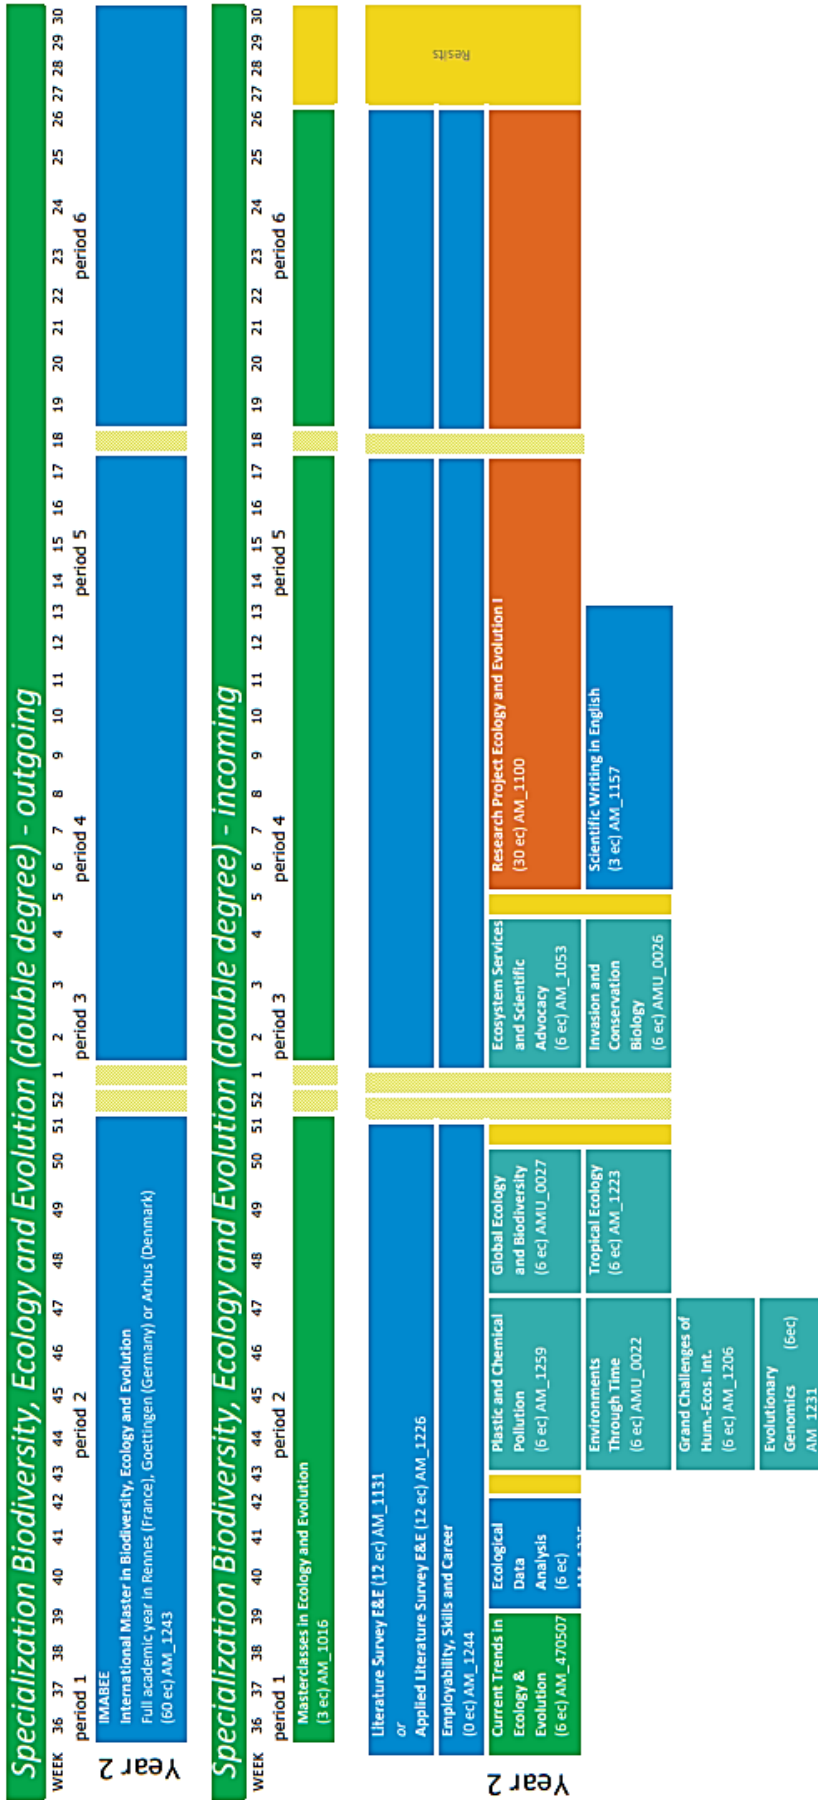 Specialization Biodiversity, Ecology and Evolution (double degree) - outgoing
WEEK 36 37 38 39 40 41 42 43 44 45 46 47 48 49 50 51 52 1 2 3 4 5 6 7 8 9 10 11 12 13 14 15 16 17 18 19 20 21 22 23 24 25 26 27 28 29 30
period 1 period 2 period 3 period 4 period 5 period 6
Year 2
IMABEE
International Master in Biodiversity, Ecology and Evolution
Full academic year in Rennes (France), Goettingen (Germany) or Arhus (Denmark)
(60 ec) AM_1243
Specialization Biodiversity, Ecology and Evolution (double degree) - incoming
WEEK 36 37 38 39 40 41 42 43 44 45 46 47 48 49 50 51 52 1 2 3 4 5 6 7 8 9 10 11 12 13 14 15 16 17 18 19 20 21 22 23 24 25 26 27 28 29 30
period 1 period 2 period 3 period 4 period 5 period 6
Masterclasses in Ecology and Evolution
(3 ec) AM_1016
Year 2
Literature Survey E&E (12 ec) AM_1131
or
Applied Literature Survey E&E (12 ec) AM_1226
Employability, Skills and Career
(0 ec) AM_1244
Resits
Current Trends in
Ecology &
Evolution
(6 ec) AM_470507
Ecological
Data
Analysis
(6 ec)
Plastic and Chemical
Pollution
(6 ec) AM_1259
Global Ecology
and Biodiversity
(6 ec) AMU_0027
Ecosystem Services
and Scientific
Advocacy
(6 ec) AM_1053
Research Project Ecology and Evolution I
(30 ec) AM_1100
Environments
Through Time
(6 ec) AMU_0022
Tropical Ecology
(6 ec) AM_1223
Invasion and
Conservation
Biology
(6 ec) AMU_0026
Scientific Writing in English
(3 ec) AM_1157
Grand Challenges of
Hum.-Ecos. Int.
(6 ec) AM_1206
Evolutionary
Genomics (6ec)
AM_1231